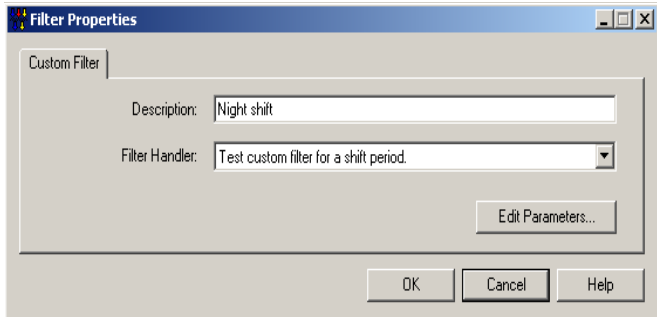 Filter Properties
Custom Filter
Description: Night shift
Filter Handler: Test custom filter for a shift period.
Edit Parameters...
OK Cancel Help